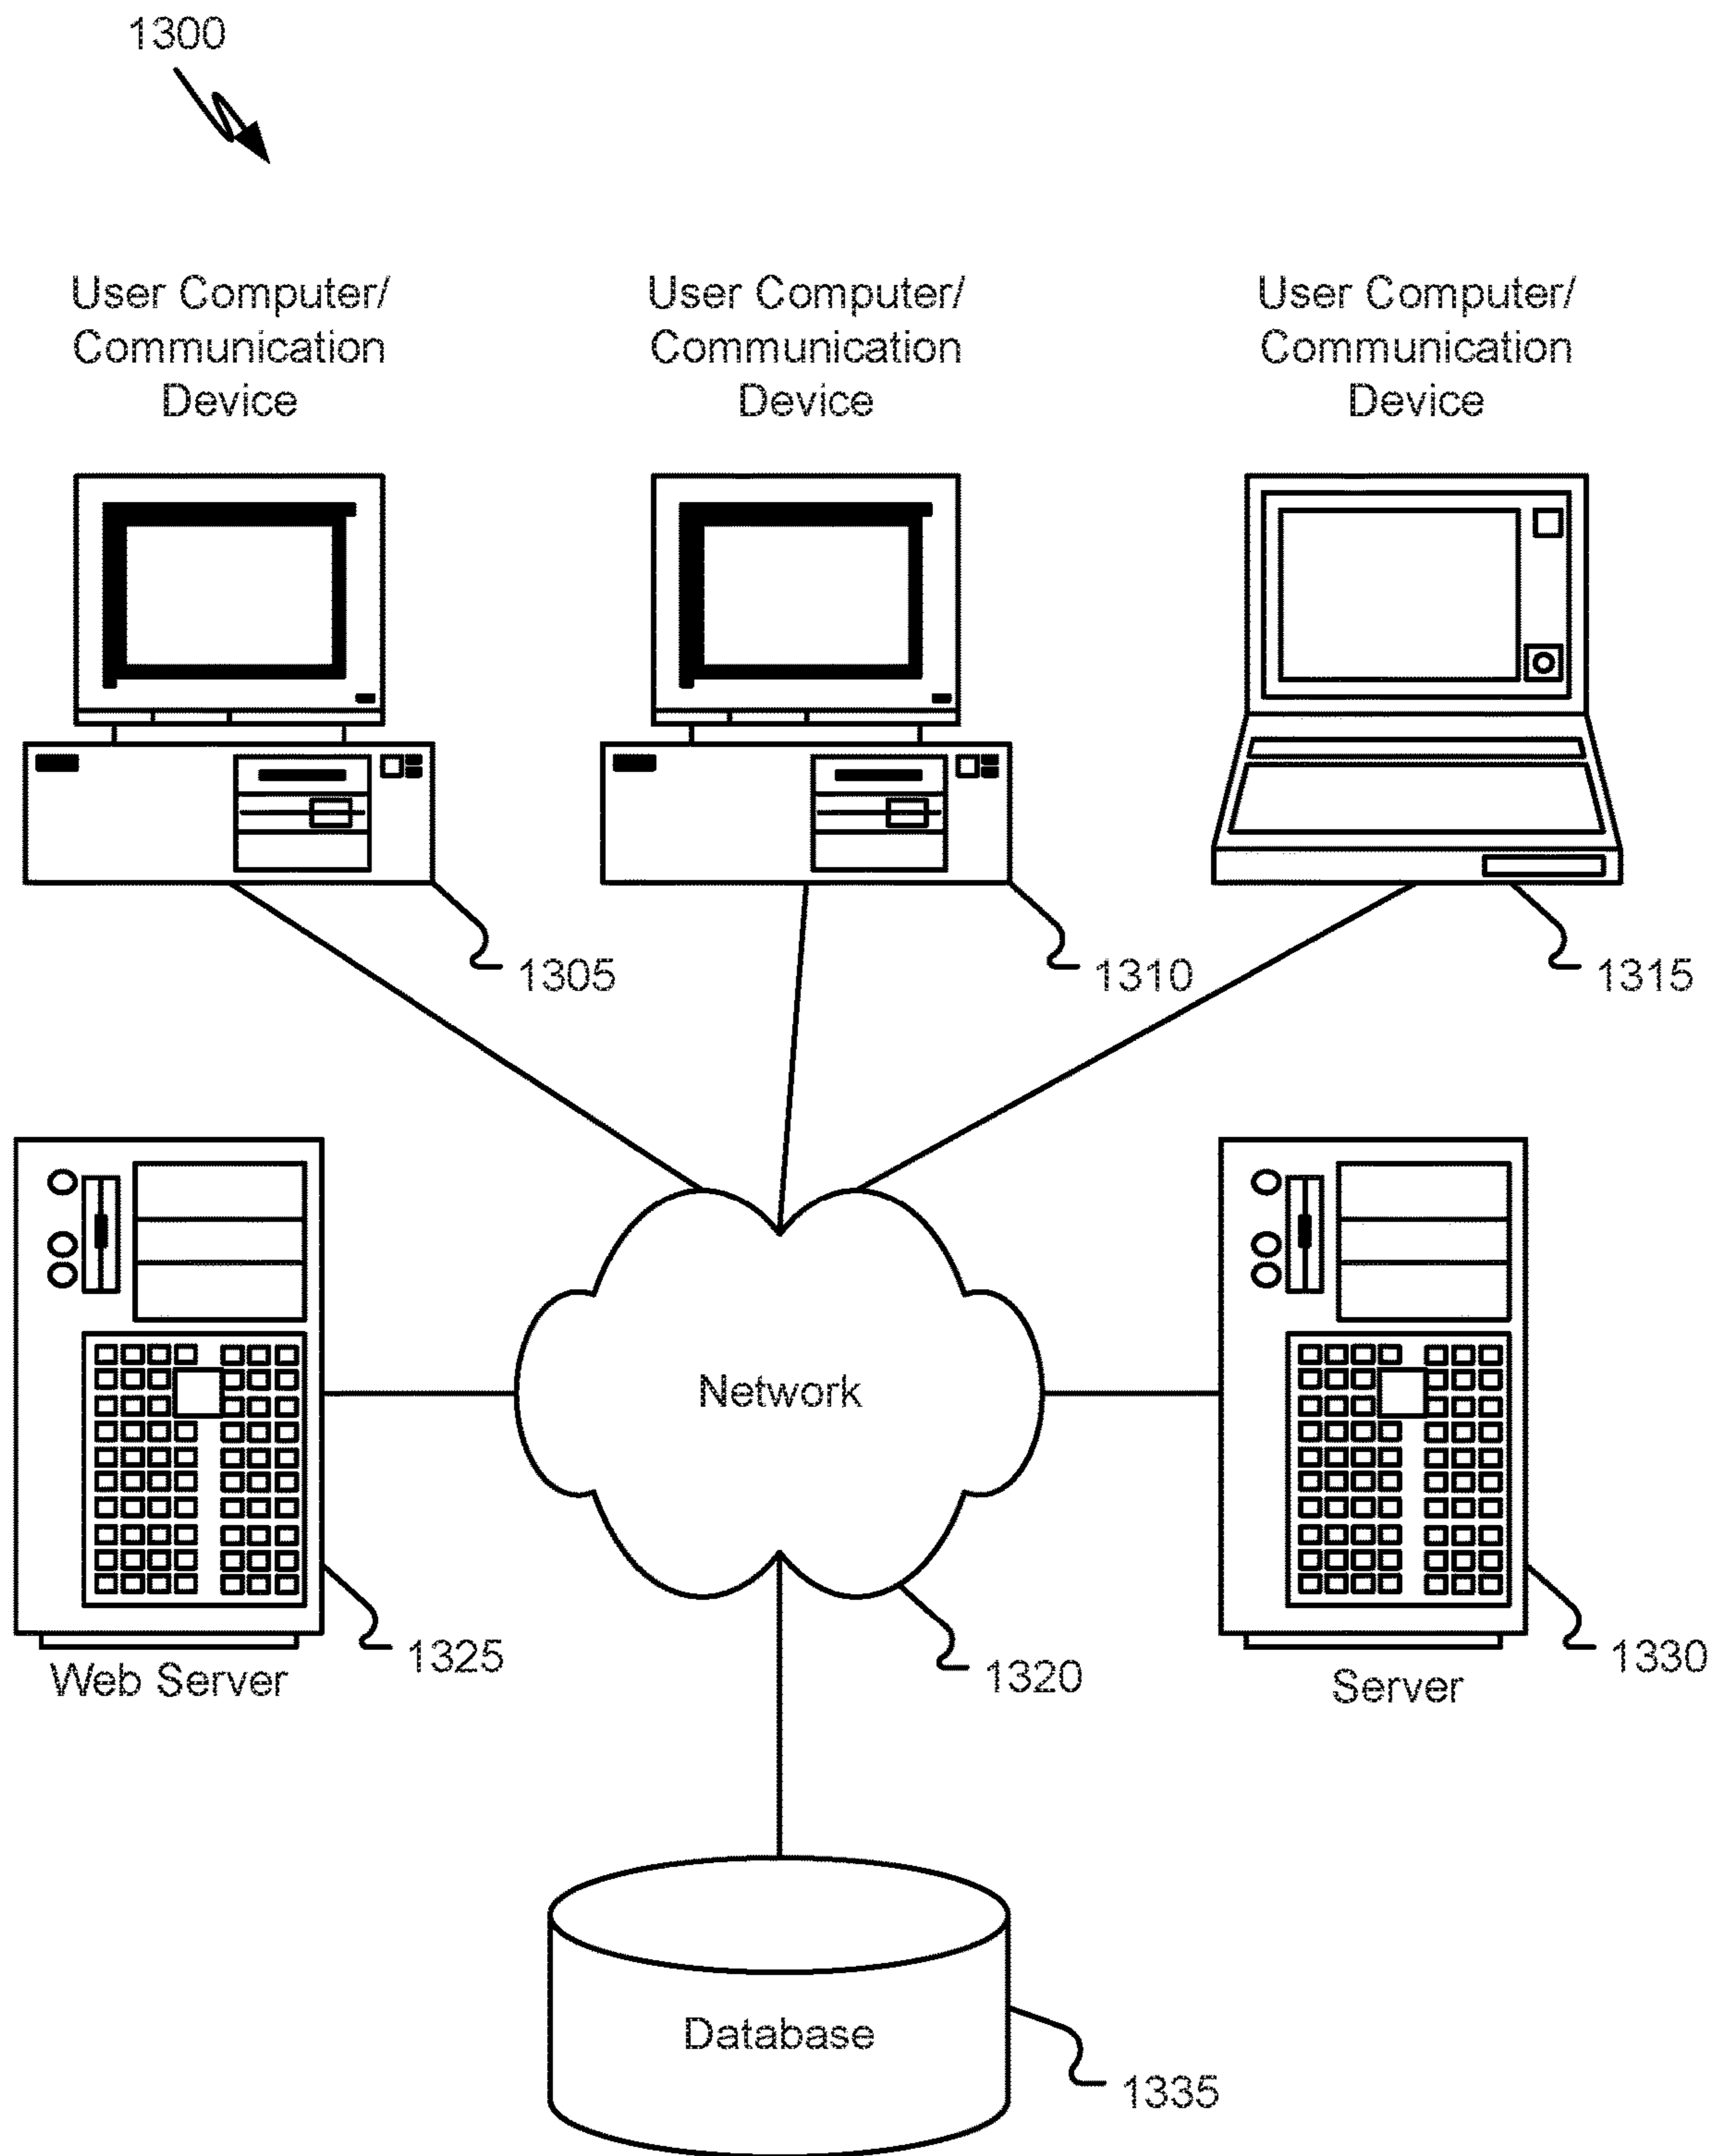 1300
User Computer/
Communication
Device
User Computer/
Communication
Device
User Computer/
Communication
Device
1305
1310
1315
Network
1325
1320
1330
Web Server
Server
Database
1335